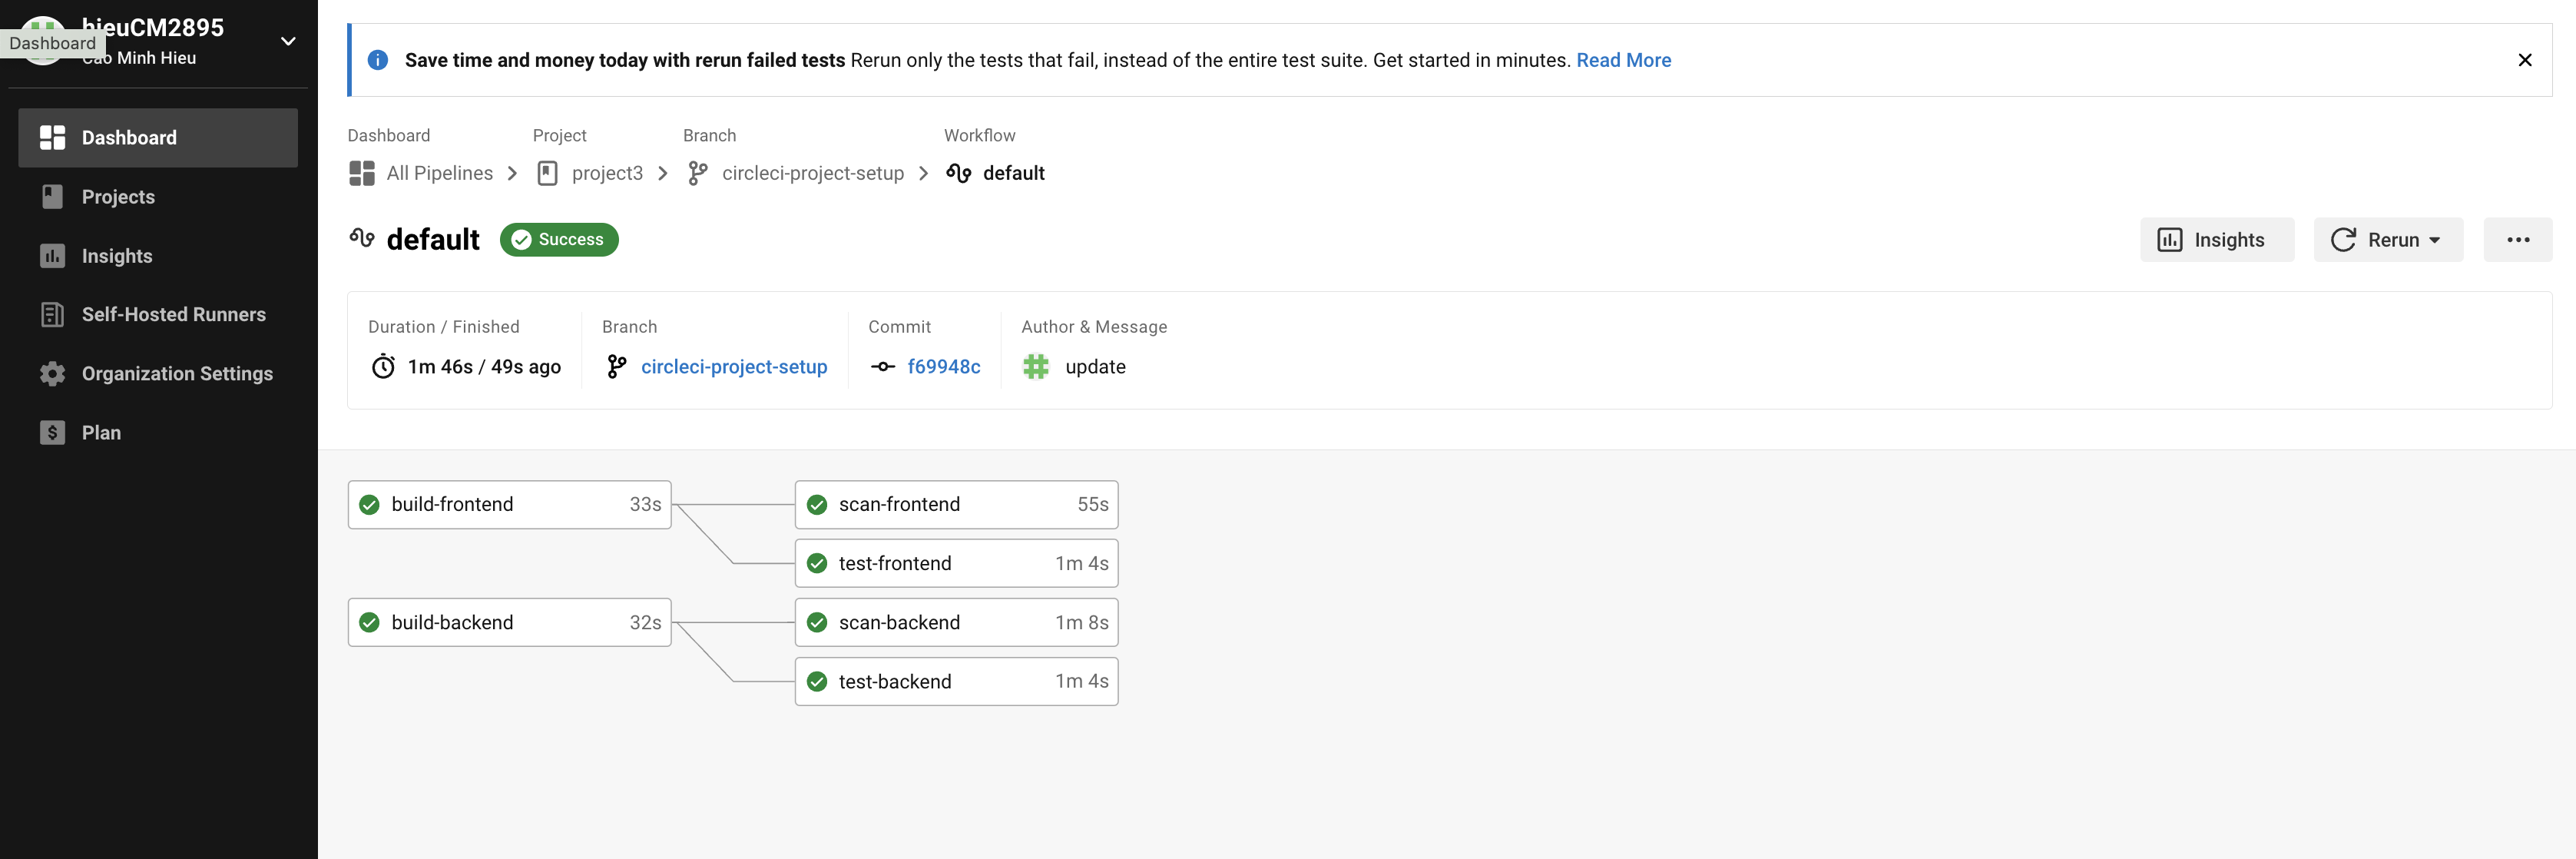 hieuCM2895
Dashboard
Cao Minh Hieu
Dashboard
Projects
Insights
Self-Hosted Runners
Organization Settings
Plan
Save time and money today with rerun failed tests Rerun only the tests that fail, instead of the entire test suite. Get started in minutes. Read More
Dashboard Project Branch Workflow
All Pipelines project3 circleci-project-setup default
default Success Insights Rerun
Duration / Finished Branch Commit Author & Message
1m 46s / 49s ago circleci-project-setup f69948c update
build-frontend 33s scan-frontend 55s
test-frontend 1m 4s
build-backend 32s scan-backend 1m 8s
test-backend 1m 4s